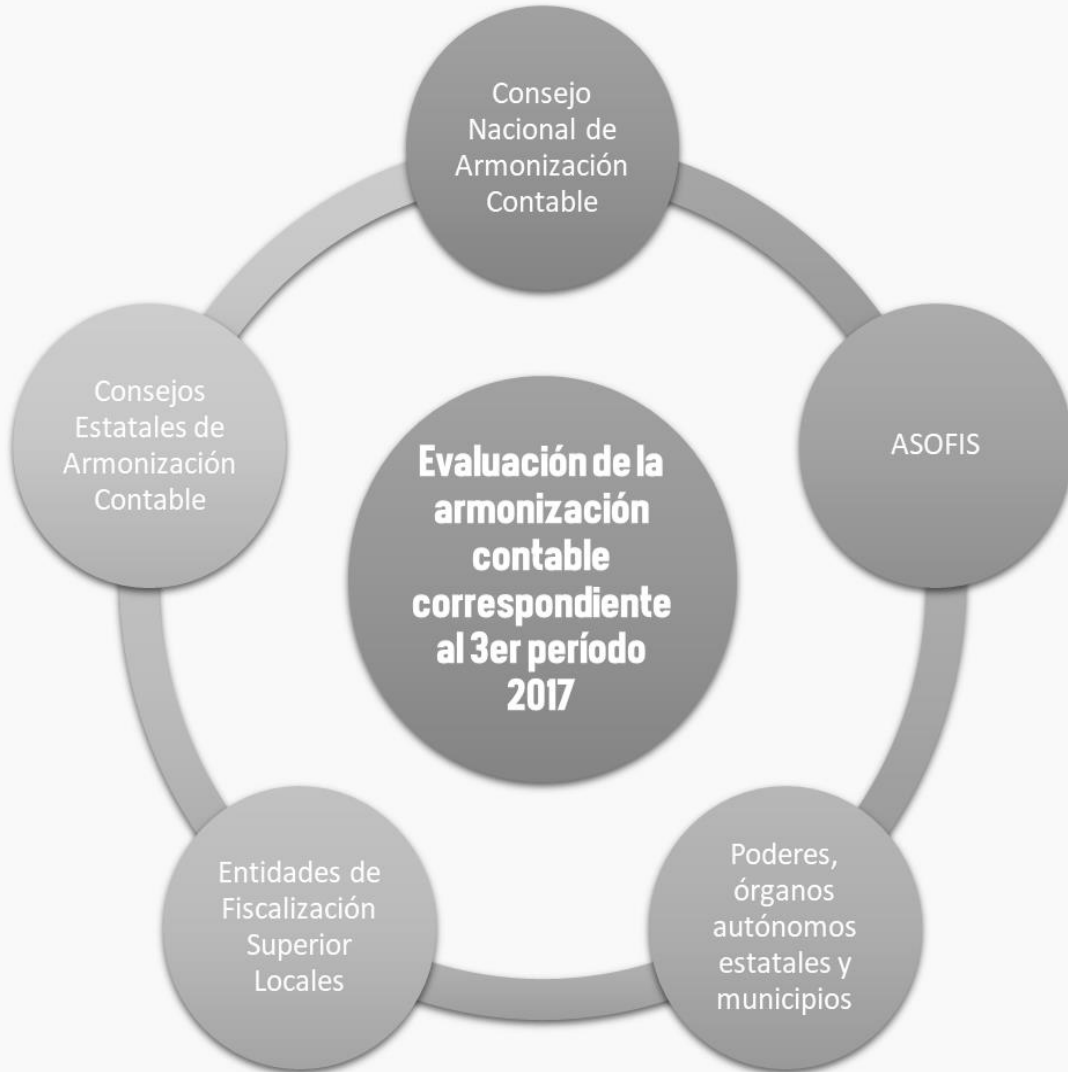 Consejo
Nacional de
Armonización
Contable
ASOFIS
Poderes,
órganos
autónomos
estatales y
municipios
Entidades de
Fiscalización
Superior
Locales
Consejos
Estatales de
Armonización
Contable
Evaluación de la
armonización
contable
correspondiente
al 3er período
2017